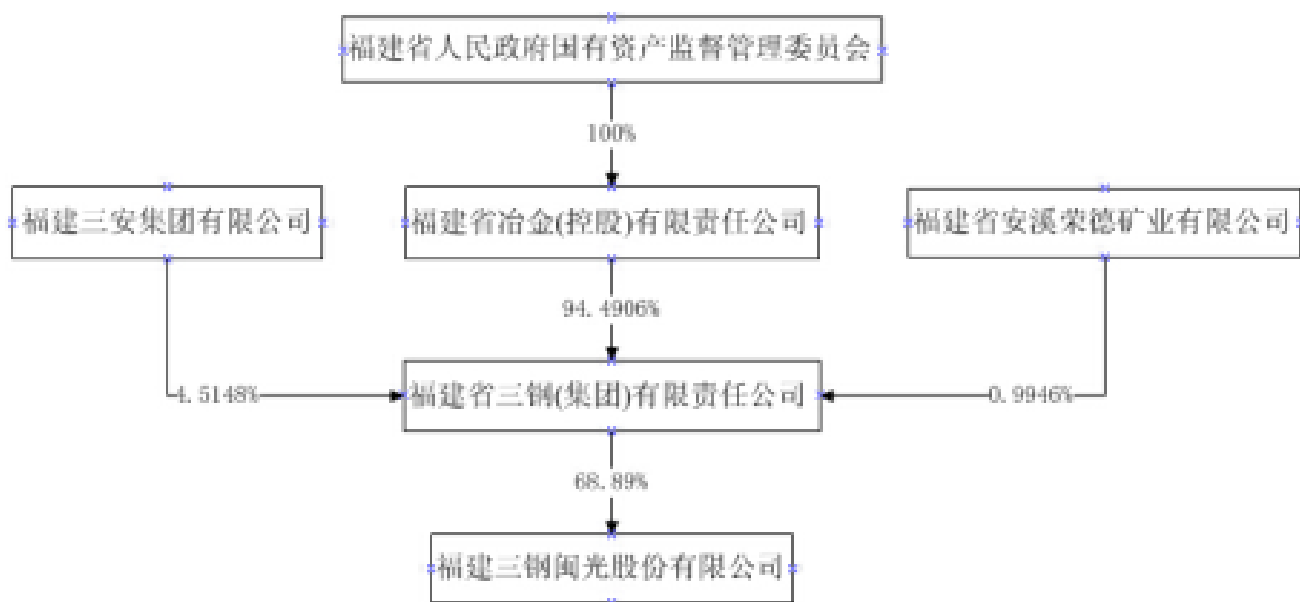 福建省人民政府国有资产监督管理委员会
100%
福建三安集团有限公司
福建省冶金(控股)有限责任公司
福建省安溪荣德矿业有限公司
94.4906%
4.5148%
福建省三钢(集团)有限责任公司
0.9946%
68.89%
福建三钢闽光股份有限公司